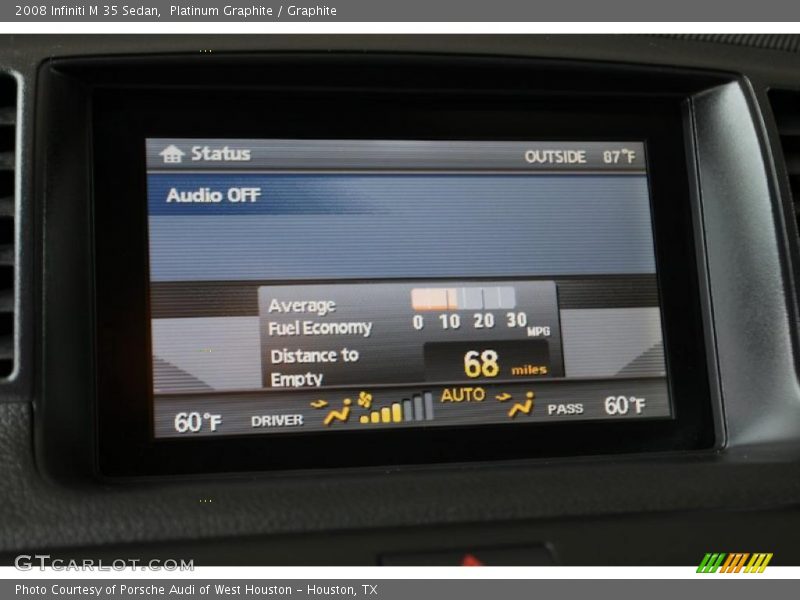 2008 Infiniti M 35 Sedan,  Platinum Graphite / Graphite
Status OUTSIDE 87°F
Audio OFF
Average
Fuel Economy 0 10 20 30 MPG
Distance to
Empty 68 miles
60°F DRIVER AUTO PASS 60°F
GTCARLOT.COM
Photo Courtesy of Porsche Audi of West Houston - Houston, TX